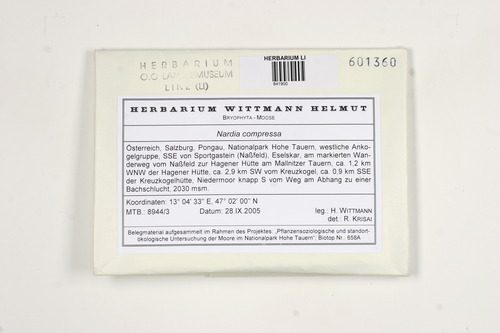 HERBARIUM
O.Ö. LANDESMUSEUM
LINZ (LI)
HERBARIUM LI
601360
HERBARIUM WITTMANN HELMUT
BRYOPHYTA - MOOSE
Nardia compressa
Österreich, Salzburg, Pongau, Nationalpark Hohe Tauern, westliche Anko-
gelgruppe, SSE von Sportgastein (Naßfeld), Eselskar, am markierten Wan-
derweg vom Naßfeld zur Hagener Hütte am Mallnitzer Tauern, ca. 1,2 km
WNW der Hagener Hütte, ca. 2,9 km SW vom Kreuzkogel, ca. 0,9 km SSE
der Kreuzkogelhütte, Niedermoor knapp S vom Weg am Abhang zu einer
Bachschlucht, 2030 msm.
Koordinaten: 13° 04' 33" E, 47° 02' 00" N
MTB.: 8944/3 Datum: 28.IX.2005 leg.: H. WITTMANN
det.: R. KRISAI
Belegmaterial aufgesammelt im Rahmen des Projektes: „Pflanzensoziologische und standort-
ökologische Untersuchung der Moore im Nationalpark Hohe Tauern"; Biotop Nr.: 658A